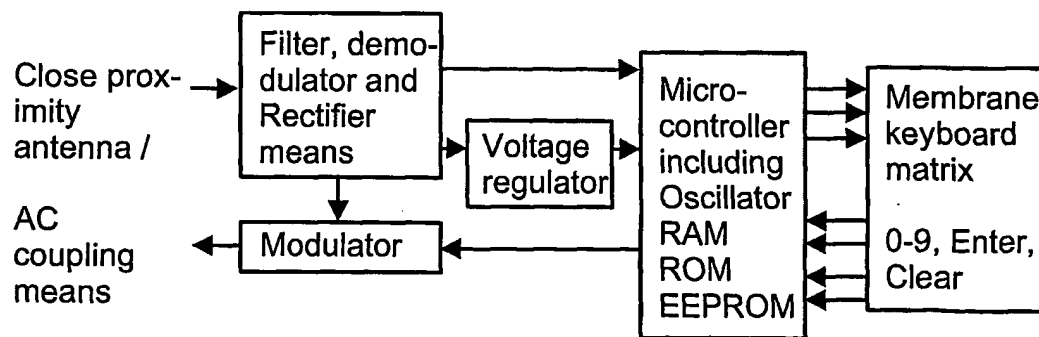 Close prox-
imity
antenna /
AC
coupling
means
Filter, demo-
dulator and
Rectifier
means
Voltage
regulator
Modulator
Micro-
controller
including
Oscillator
RAM
ROM
EEPROM
Membrane
keyboard
matrix
0-9, Enter,
Clear